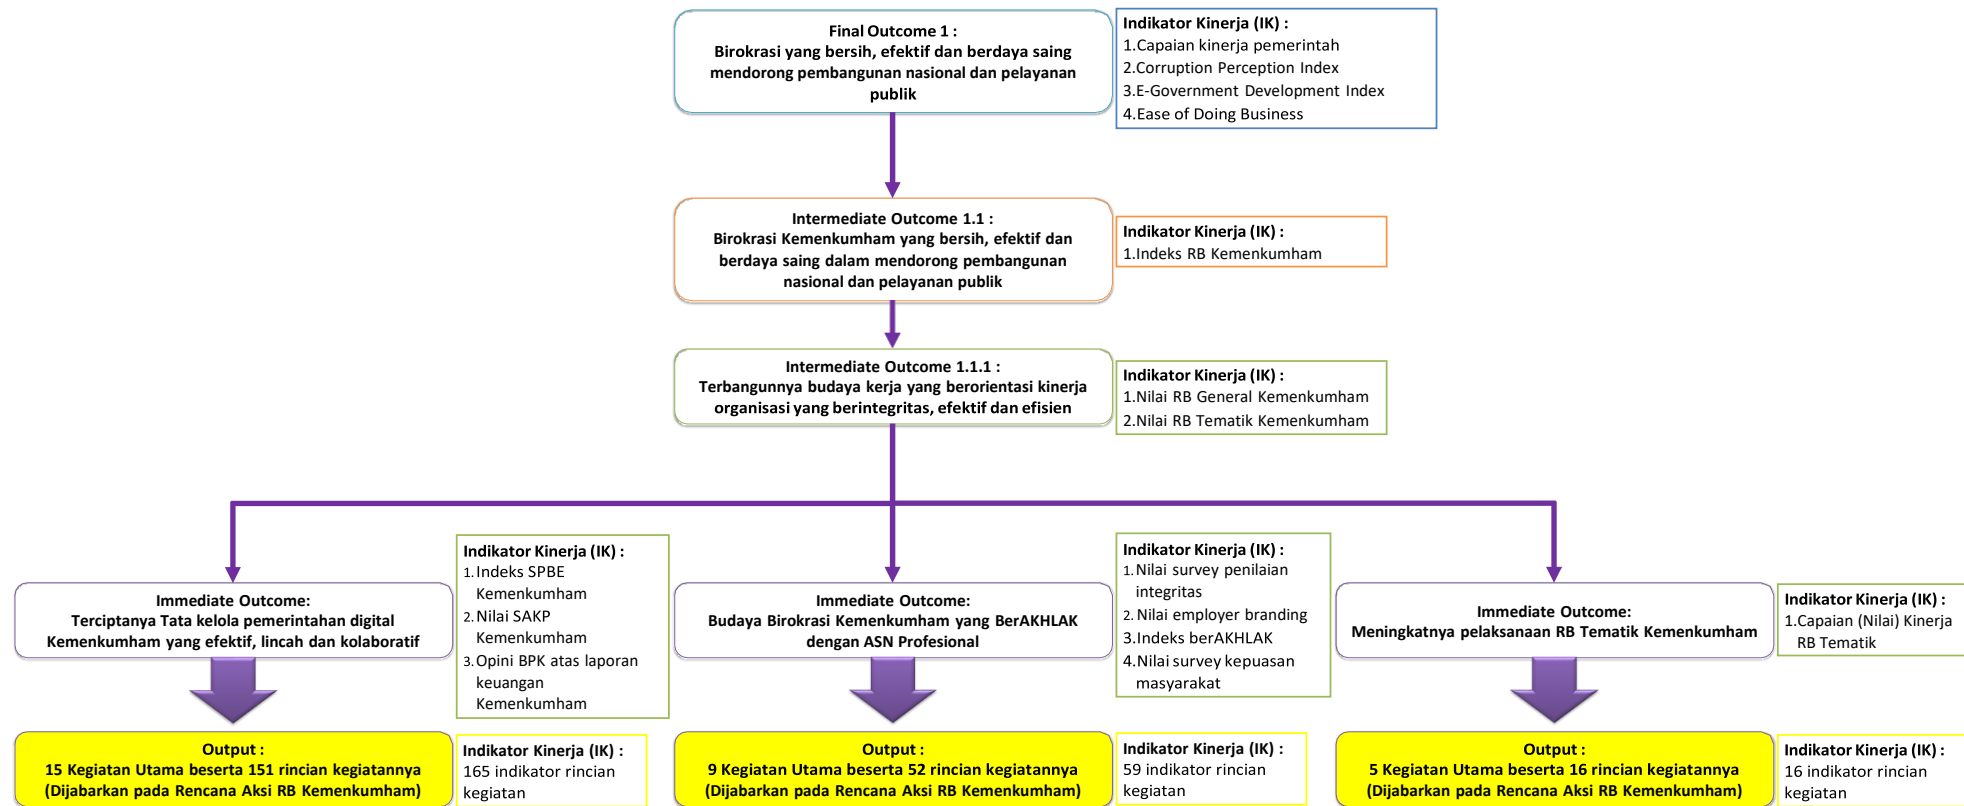 Final Outcome 1 :
Birokrasi yang bersih, efektif dan berdaya saing
mendorong pembangunan nasional dan pelayanan
publik
Indikator Kinerja (IK) :
1.Capaian kinerja pemerintah
2.Corruption Perception Index
3.E-Government Development Index
4.Ease of Doing Business
Intermediate Outcome 1.1 :
Birokrasi Kemenkumham yang bersih, efektif dan
berdaya saing dalam mendorong pembangunan
nasional dan pelayanan publik
Indikator Kinerja (IK) :
1.Indeks RB Kemenkumham
Intermediate Outcome 1.1.1 :
Terbangunnya budaya kerja yang berorientasi kinerja
organisasi yang berintegritas, efektif dan efisien
Indikator Kinerja (IK) :
1.Nilai RB General Kemenkumham
2.Nilai RB Tematik Kemenkumham
Immediate Outcome:
Terciptanya Tata kelola pemerintahan digital
Kemenkumham yang efektif, lincah dan kolaboratif
Indikator Kinerja (IK) :
1.Indeks SPBE
Kemenkumham
2.Nilai SAKP
Kemenkumham
3.Opini BPK atas laporan
keuangan
Kemenkumham
Immediate Outcome:
Budaya Birokrasi Kemenkumham yang BerAKHLAK
dengan ASN Profesional
Indikator Kinerja (IK) :
1.Nilai survey penilaian
integritas
2.Nilai employer branding
3.Indeks berAKHLAK
4.Nilai survey kepuasan
masyarakat
Immediate Outcome:
Meningkatnya pelaksanaan RB Tematik Kemenkumham
Indikator Kinerja (IK) :
1.Capaian (Nilai) Kinerja
RB Tematik
Output :
15 Kegiatan Utama beserta 151 rincian kegiatannya
(Dijabarkan pada Rencana Aksi RB Kemenkumham)
Indikator Kinerja (IK) :
165 indikator rincian
kegiatan
Output :
9 Kegiatan Utama beserta 52 rincian kegiatannya
(Dijabarkan pada Rencana Aksi RB Kemenkumham)
Indikator Kinerja (IK) :
59 indikator rincian
kegiatan
Output :
5 Kegiatan Utama beserta 16 rincian kegiatannya
(Dijabarkan pada Rencana Aksi RB Kemenkumham)
Indikator Kinerja (IK) :
16 indikator rincian
kegiatan